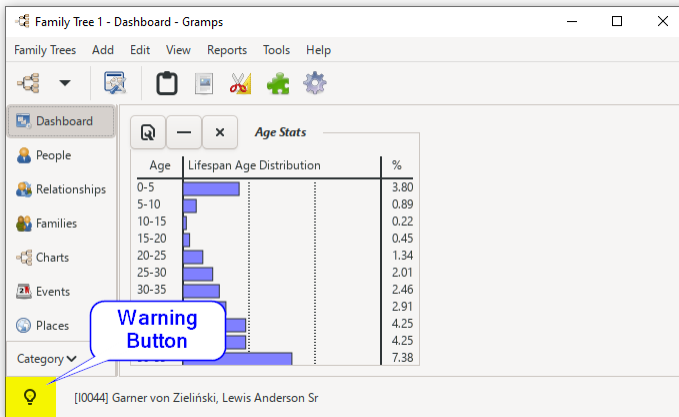 Family Tree 1 - Dashboard - Gramps
Family Trees Add Edit View Reports Tools Help
Dashboard
People
Relationships
Families
Charts
Events
Places
Category
Age Stats
Age Lifespan Age Distribution %
0-5 3.80
5-10 0.89
10-15 0.22
15-20 0.45
20-25 1.34
25-30 2.01
30-35 2.46
2.91
4.25
4.25
7.38
Warning
Button
[I0044] Garner von Zieliński, Lewis Anderson Sr